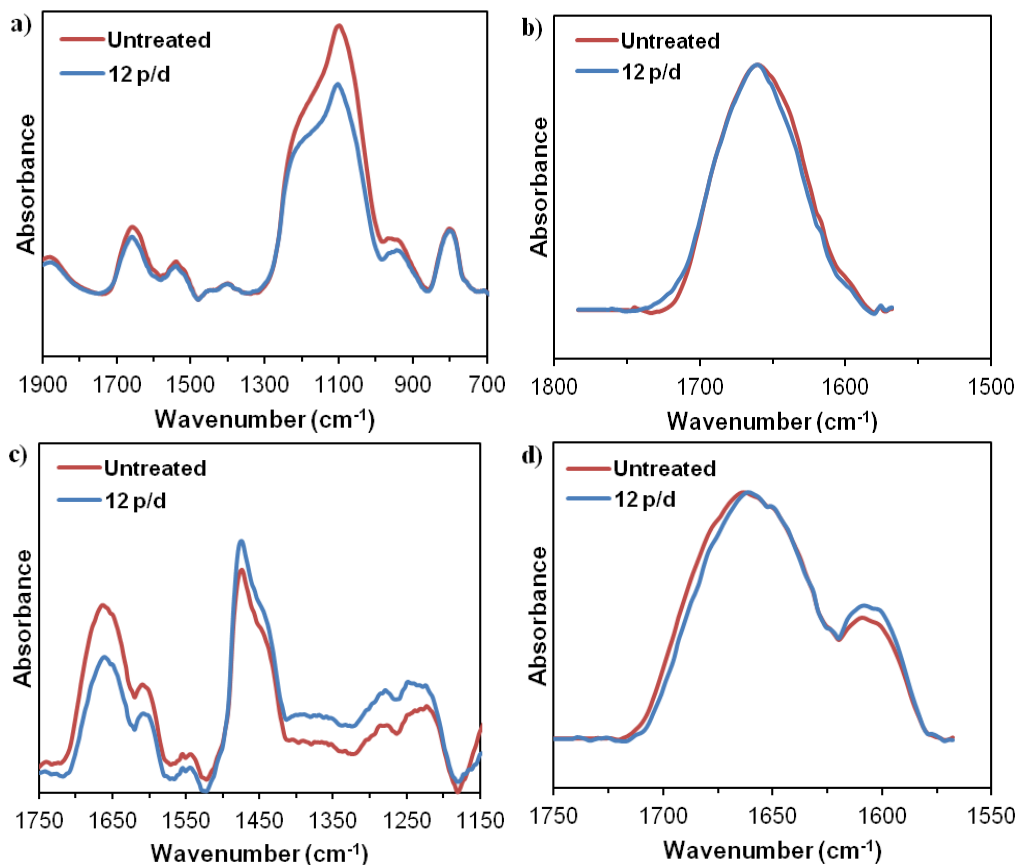 a)
Untreated
12 p/d
Absorbance
1900 1700 1500 1300 1100 900 700
Wavenumber (cm⁻¹)
b)
Untreated
12 p/d
Absorbance
1800 1700 1600 1500
Wavenumber (cm⁻¹)
c)
Untreated
12 p/d
Absorbance
1750 1650 1550 1450 1350 1250 1150
Wavenumber (cm⁻¹)
d)
Untreated
12 p/d
Absorbance
1750 1700 1650 1600 1550
Wavenumber (cm⁻¹)